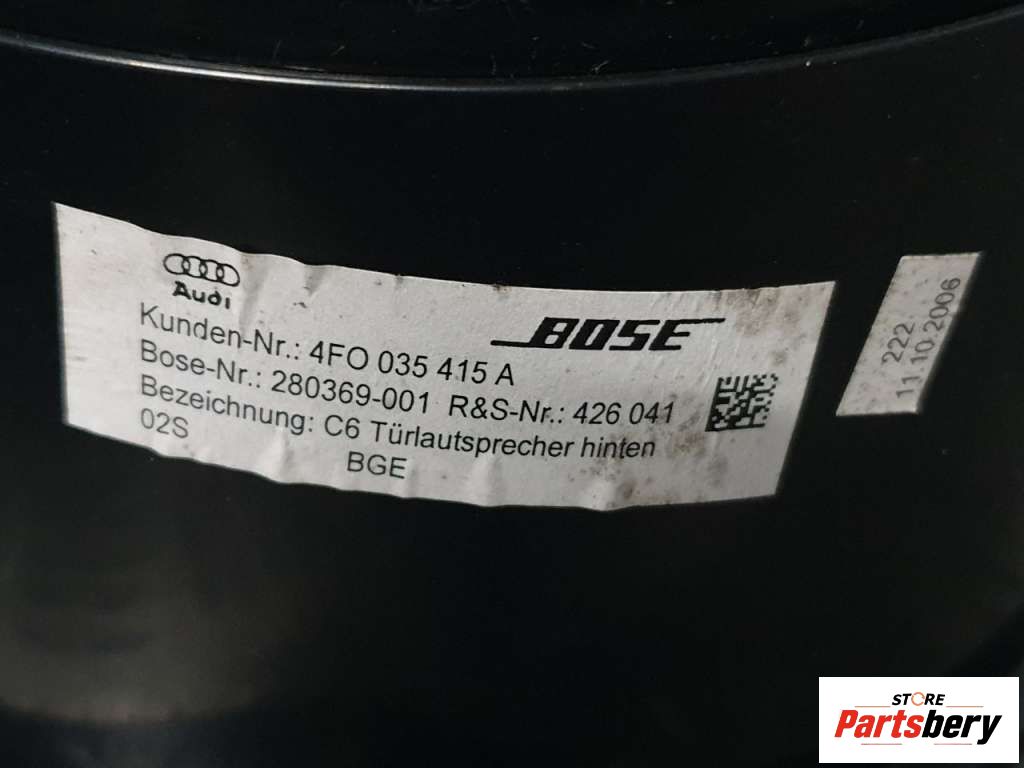 Audi
BOSE
Kunden-Nr.: 4FO 035 415 A
Bose-Nr.: 280369-001 R&S-Nr.: 426 041
Bezeichnung: C6 Türlautsprecher hinten
02S
BGE
222
11.10.2006
STORE
Partsbery